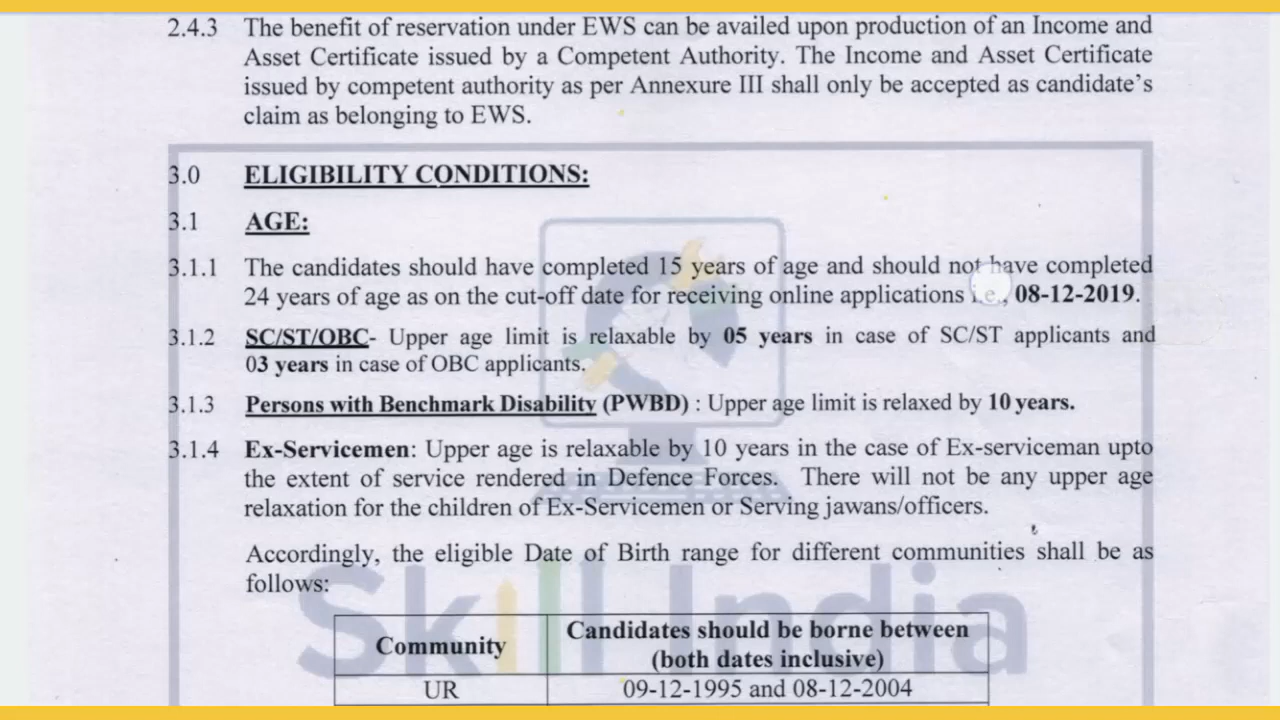 2.4.3 The benefit of reservation under EWS can be availed upon production of an Income and
Asset Certificate issued by a Competent Authority. The Income and Asset Certificate
issued by competent authority as per Annexure III shall only be accepted as candidate's
claim as belonging to EWS.
3.0 ELIGIBILITY CONDITIONS:
3.1 AGE:
3.1.1 The candidates should have completed 15 years of age and should not have completed
24 years of age as on the cut-off date for receiving online applications i.e., 08-12-2019.
3.1.2 SC/ST/OBC- Upper age limit is relaxable by 05 years in case of SC/ST applicants and
03 years in case of OBC applicants.
3.1.3 Persons with Benchmark Disability (PWBD) : Upper age limit is relaxed by 10 years.
3.1.4 Ex-Servicemen: Upper age is relaxable by 10 years in the case of Ex-serviceman upto
the extent of service rendered in Defence Forces. There will not be any upper age
relaxation for the children of Ex-Servicemen or Serving jawans/officers.
Accordingly, the eligible Date of Birth range for different communities shall be as
follows:
Skill India
Community
Candidates should be borne between
(both dates inclusive)
UR 09-12-1995 and 08-12-2004